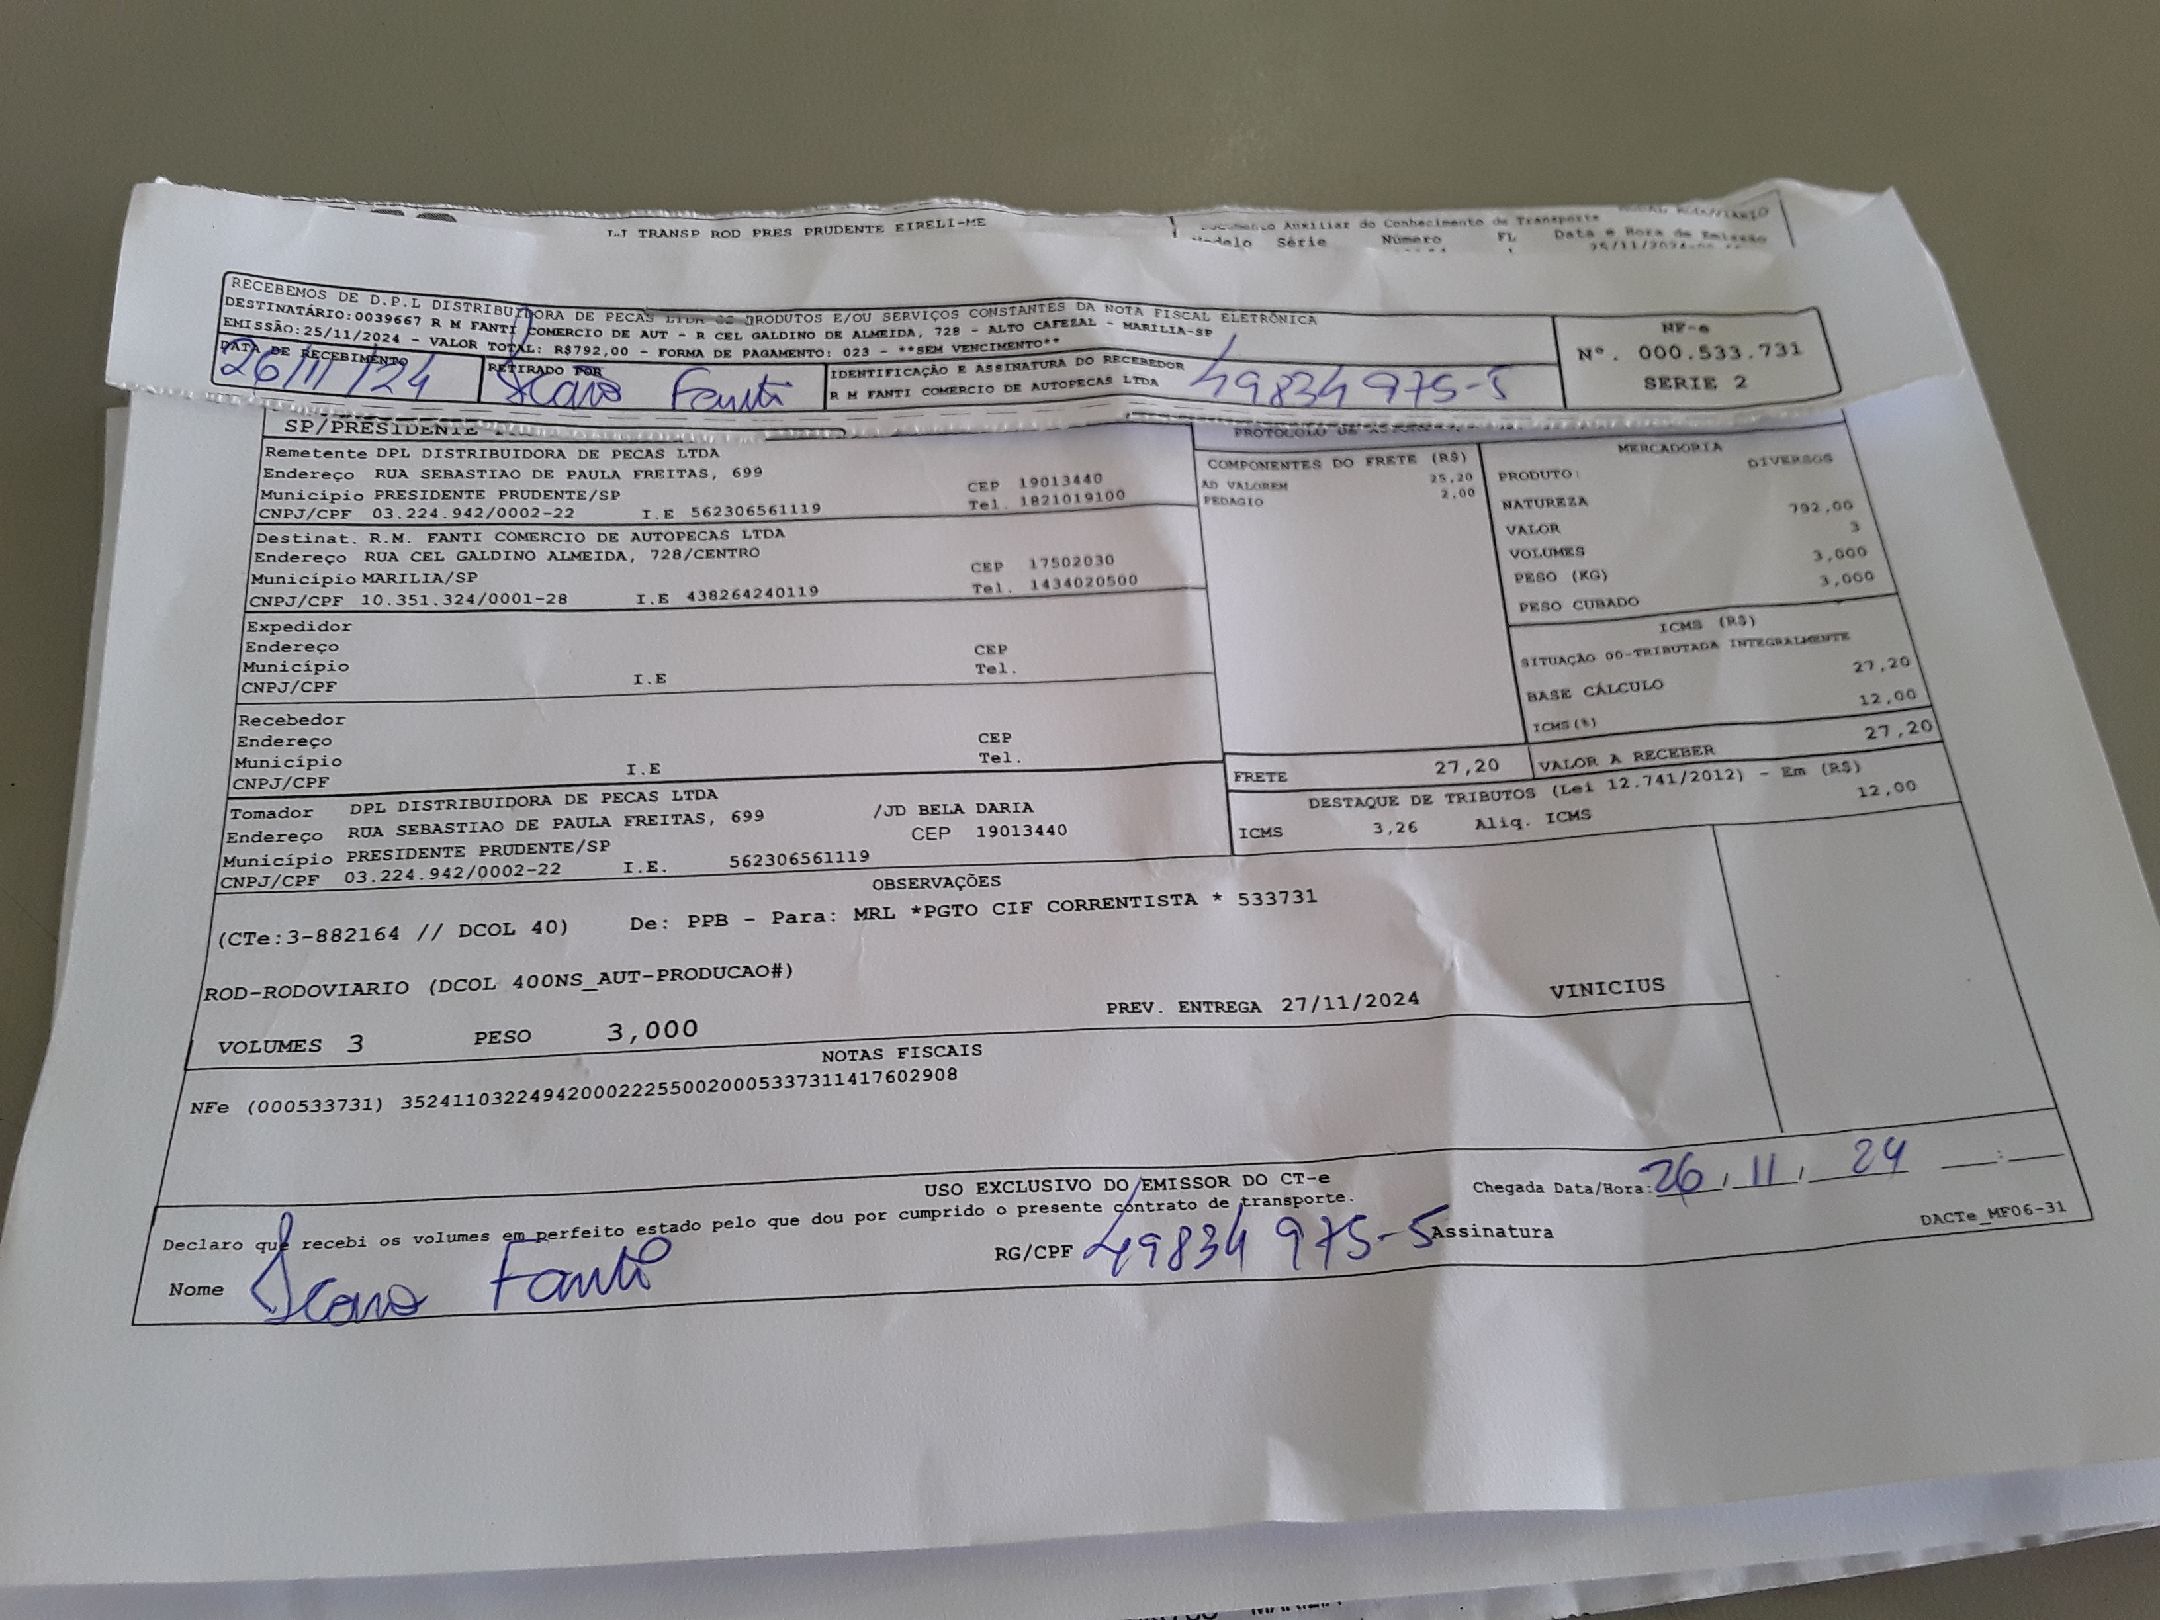 TRANSP ROD PRES PRUDENTE EIRELI-ME
Auxiliar do Conhecimento de Transporte
Série Número FL Data e Hora de Emissão
RECEBEMOS DE D.P.L DISTRIBUIDORA DE PECAS LTDA OS PRODUTOS E/OU SERVIÇOS CONSTANTES DA NOTA FISCAL ELETRÔNICA
DESTINATÁRIO:0039667 R M FANTI COMERCIO DE AUT - R CEL GALDINO DE ALMEIDA, 728 - ALTO CAFEZAL - MARILIA-SP
EMISSÃO:25/11/2024 - VALOR TOTAL: R$792,00 - FORMA DE PAGAMENTO: 023 - **SEM VENCIMENTO**
DATA DE RECEBIMENTO
26/11/24
RETIRADO POR
Fanti
IDENTIFICAÇÃO E ASSINATURA DO RECEBEDOR
R M FANTI COMERCIO DE AUTOPECAS LTDA
49834975-5
NF-e
Nº. 000.533.731
SERIE 2
SP/PRESIDENTE
Remetente DPL DISTRIBUIDORA DE PECAS LTDA
Endereço RUA SEBASTIAO DE PAULA FREITAS, 699
Município PRESIDENTE PRUDENTE/SP CEP 19013440
CNPJ/CPF 03.224.942/0002-22 I.E 562306561119 Tel. 1821019100
Destinat. R.M. FANTI COMERCIO DE AUTOPECAS LTDA
Endereço RUA CEL GALDINO ALMEIDA, 728/CENTRO
Município MARILIA/SP CEP 17502030
CNPJ/CPF 10.351.324/0001-28 I.E 438264240119 Tel. 1434020500
Expedidor
Endereço
Município CEP
CNPJ/CPF I.E Tel.
Recebedor
Endereço
Município CEP
CNPJ/CPF I.E Tel.
Tomador DPL DISTRIBUIDORA DE PECAS LTDA
Endereço RUA SEBASTIAO DE PAULA FREITAS, 699 /JD BELA DARIA
Município PRESIDENTE PRUDENTE/SP CEP 19013440
CNPJ/CPF 03.224.942/0002-22 I.E. 562306561119
COMPONENTES DO FRETE (R$)
AD VALOREM 25,20
PEDAGIO 2,00
MERCADORIA
PRODUTO: DIVERSOS
NATUREZA
VALOR 792,00
VOLUMES 3
PESO (KG) 3,000
PESO CUBADO 3,000
ICMS (R$)
SITUAÇÃO 00-TRIBUTADA INTEGRALMENTE
BASE CÁLCULO 27,20
ICMS(%) 12,00
FRETE 27,20 VALOR A RECEBER 27,20
DESTAQUE DE TRIBUTOS (Lei 12.741/2012) - Em (R$)
ICMS 3,26 Aliq. ICMS 12,00
OBSERVAÇÕES
(CTe:3-882164 // DCOL 40) De: PPB - Para: MRL *PGTO CIF CORRENTISTA * 533731
ROD-RODOVIARIO (DCOL 400NS_AUT-PRODUCAO#)
VOLUMES 3 PESO 3,000 PREV. ENTREGA 27/11/2024 VINICIUS
NOTAS FISCAIS
NFe (000533731) 35241103224942000222550020005337311417602908
USO EXCLUSIVO DO EMISSOR DO CT-e
Declaro que recebi os volumes em perfeito estado pelo que dou por cumprido o presente contrato de transporte.
Chegada Data/Hora: 26, 11, 24 __:__
Nome Fanti RG/CPF 49834975-5 Assinatura
DACTe_MF06-31